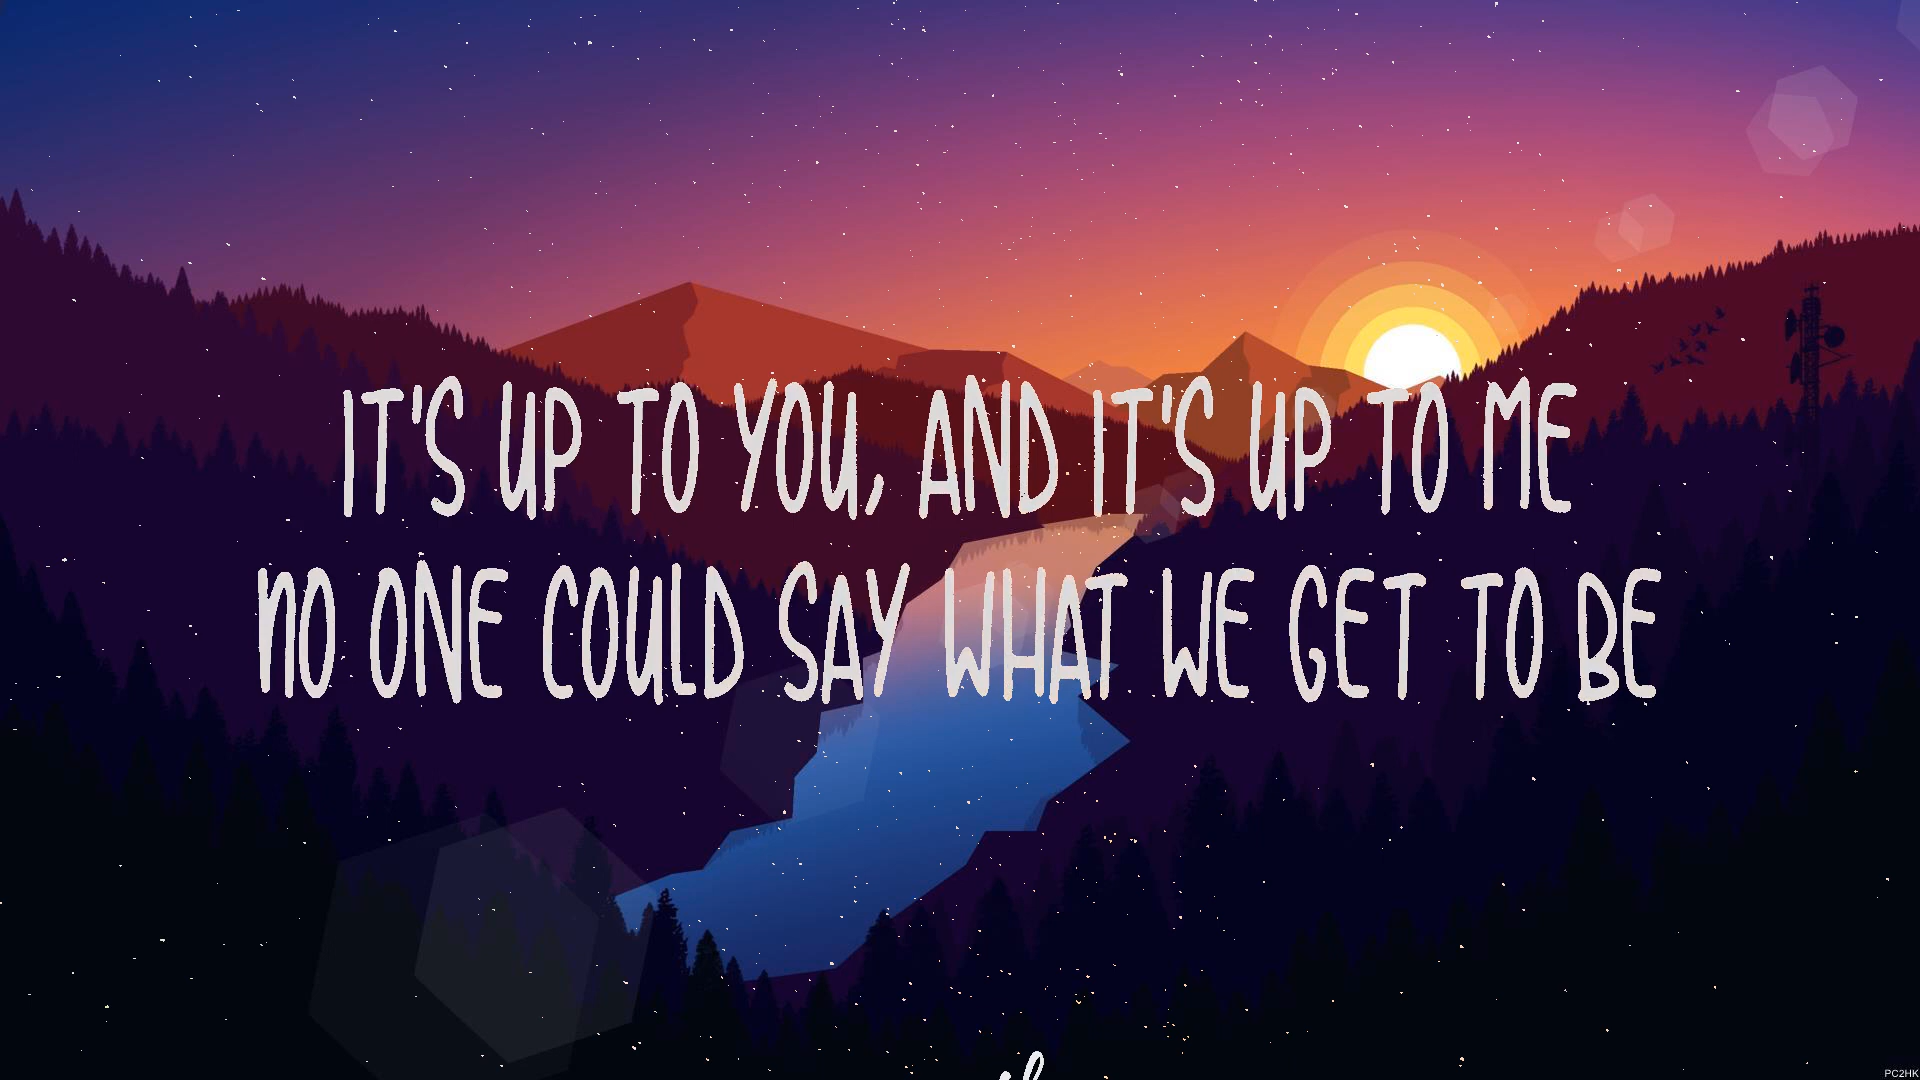 IT'S UP TO YOU, AND IT'S UP TO ME
NO ONE COULD SAY WHAT WE GET TO BE
PC2HK